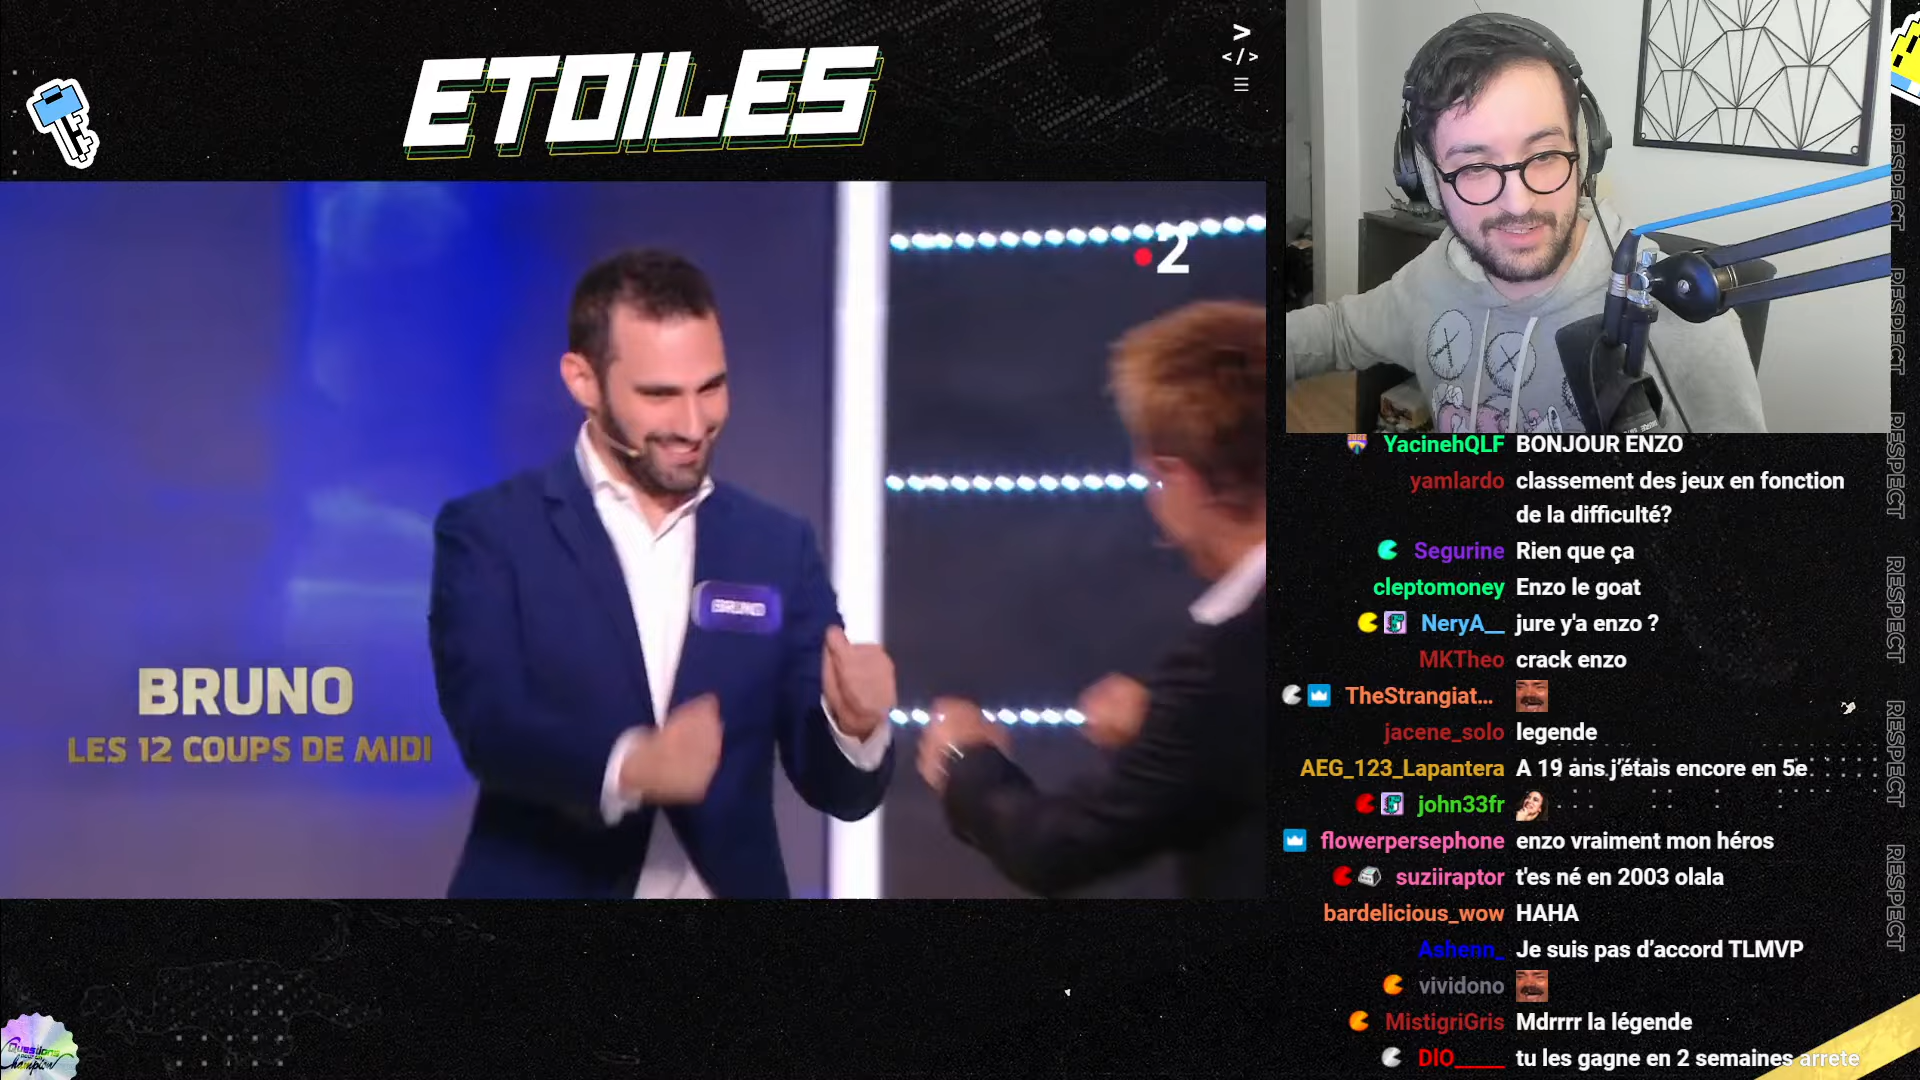 ETOILES
>
</>
2
BRUNO
BRUNO
LES 12 COUPS DE MIDI
YacinehQLF BONJOUR ENZO
yamlardo classement des jeux en fonction
de la difficulté?
Segurine Rien que ça
cleptomoney Enzo le goat
NeryA__ jure y'a enzo ?
MKTheo crack enzo
TheStrangiat...
jacene_solo legende
AEG_123_Lapantera A 19 ans j'étais encore en 5e
john33fr
flowerpersephone enzo vraiment mon héros
suziiraptor t'es né en 2003 olala
bardelicious_wow HAHA
Ashenn_ Je suis pas d'accord TLMVP
vividono
MistigriGris Mdrrrr la légende
DIO_____ tu les gagne en 2 semaines arrete
RESPECT
RESPECT
RESPECT
RESPECT
RESPECT
RESPECT
Questions
pour un
Champion